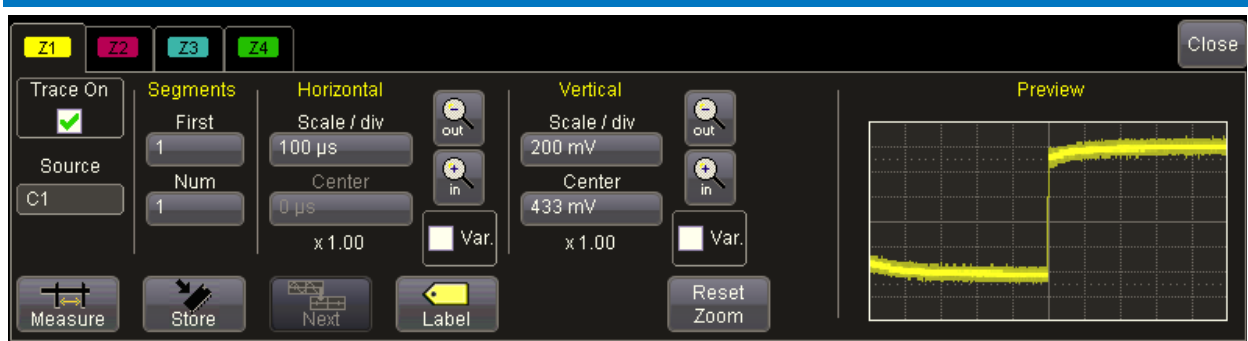 Z1
Z2
Z3
Z4
Close
Trace On
Segments
Horizontal
Vertical
Preview
First
Scale / div
out
Scale / div
out
1
100 µs
200 mV
Source
Num
Center
in
Center
in
C1
1
0 µs
433 mV
x 1.00
Var.
x 1.00
Var.
Measure
Store
Next
Label
Reset
Zoom